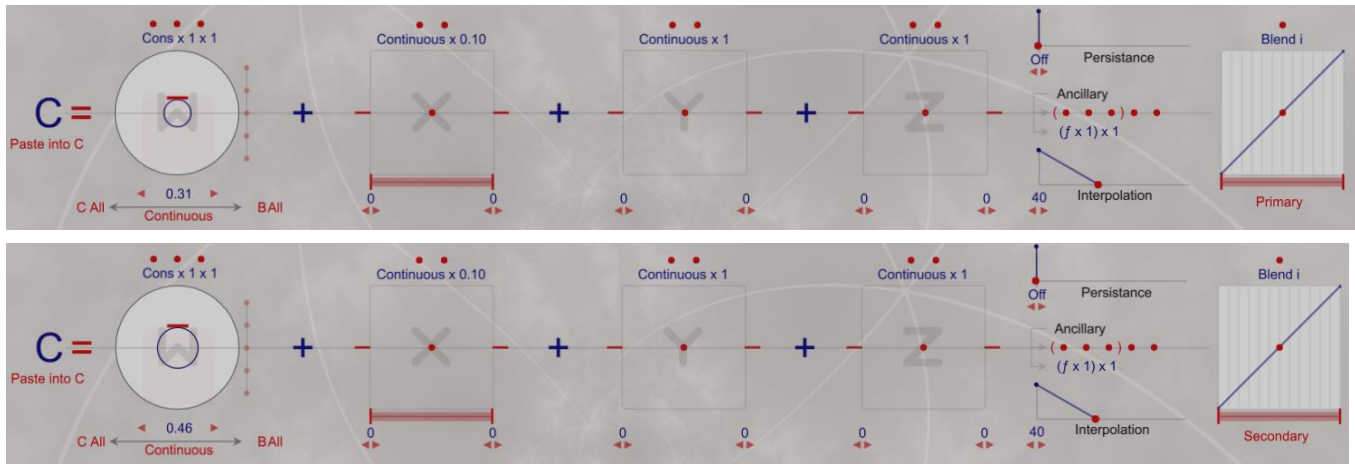 Cons x 1 x 1
Continuous x 0.10
Continuous x 1
Continuous x 1
Off
Persistance
Blend i
C =
W
+
X
+
Y
+
Z
Ancillary
(ƒ x 1) x 1
Paste into C
0.31
C All
Continuous
B All
0
0
0
0
0
0
40
Interpolation
Primary
Cons x 1 x 1
Continuous x 0.10
Continuous x 1
Continuous x 1
Off
Persistance
Blend i
C =
W
+
X
+
Y
+
Z
Ancillary
(ƒ x 1) x 1
Paste into C
0.46
C All
Continuous
B All
0
0
0
0
0
0
40
Interpolation
Secondary